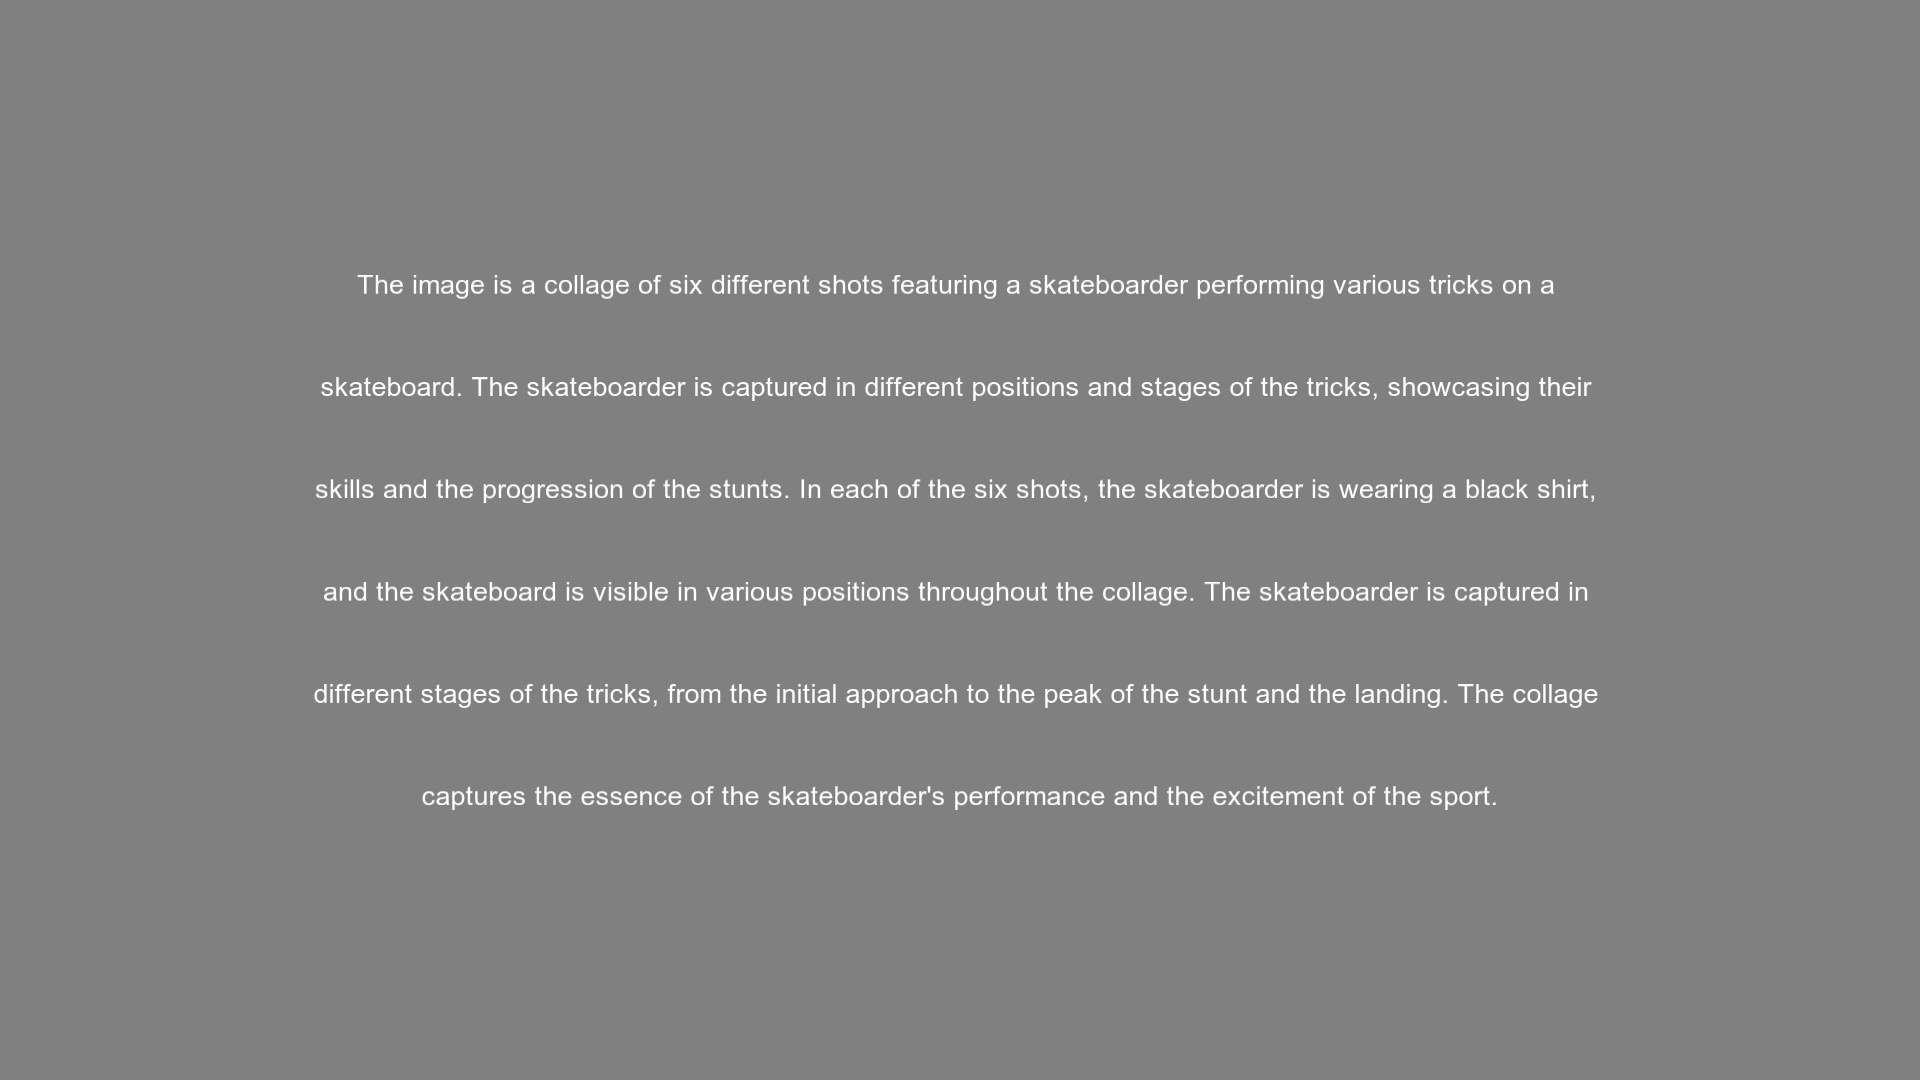 The image is a collage of six different shots featuring a skateboarder performing various tricks on a
skateboard. The skateboarder is captured in different positions and stages of the tricks, showcasing their
skills and the progression of the stunts. In each of the six shots, the skateboarder is wearing a black shirt,
and the skateboard is visible in various positions throughout the collage. The skateboarder is captured in
different stages of the tricks, from the initial approach to the peak of the stunt and the landing. The collage
captures the essence of the skateboarder's performance and the excitement of the sport.